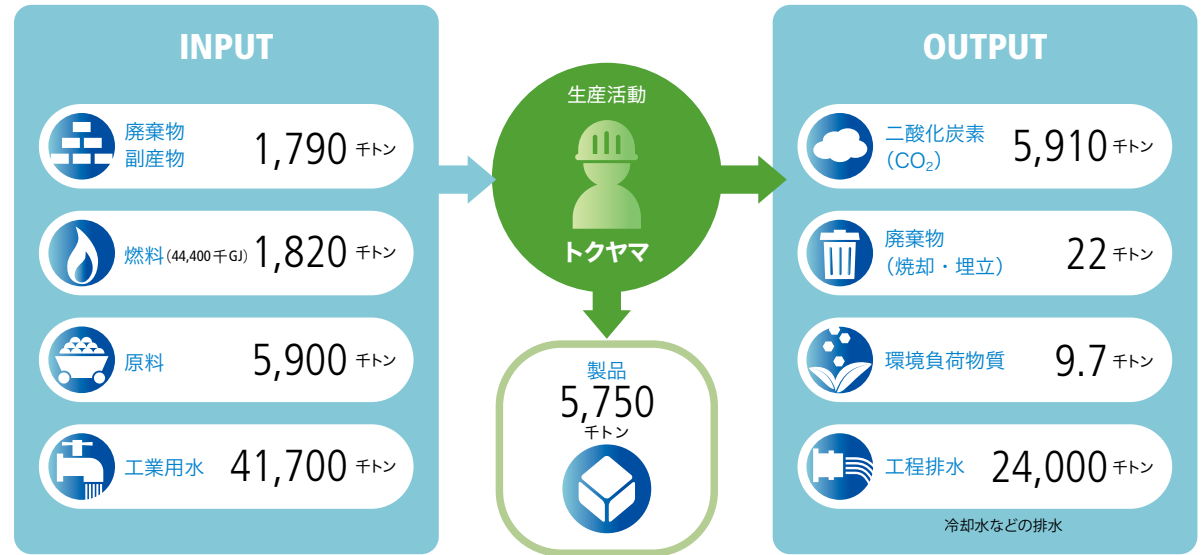 INPUT
廃棄物
副産物
1,790 千トン
燃料(44,400千GJ) 1,820 千トン
原料 5,900 千トン
工業用水 41,700 千トン
生産活動
トクヤマ
製品
5,750
千トン
OUTPUT
二酸化炭素
（CO₂）
5,910 千トン
廃棄物
（焼却・埋立）
22 千トン
環境負荷物質 9.7 千トン
工程排水 24,000 千トン
冷却水などの排水